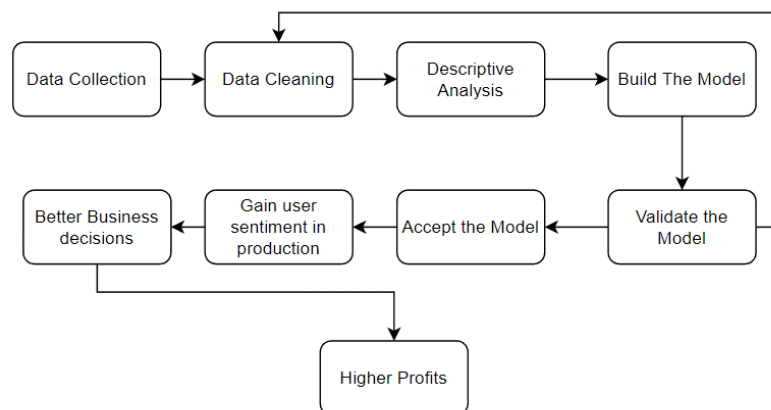 Data Collection
Data Cleaning
Descriptive
Analysis
Build The Model
Validate the
Model
Accept the Model
Gain user
sentiment in
production
Better Business
decisions
Higher Profits